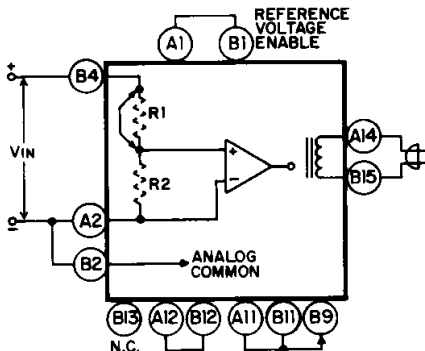 REFERENCE
VOLTAGE
ENABLE
A1
B1
+
B4
R1
VIN
+
A14
R2
−
B15
−
A2
B2
ANALOG
COMMON
B13
A12
B12
A11
B11
B9
N.C.